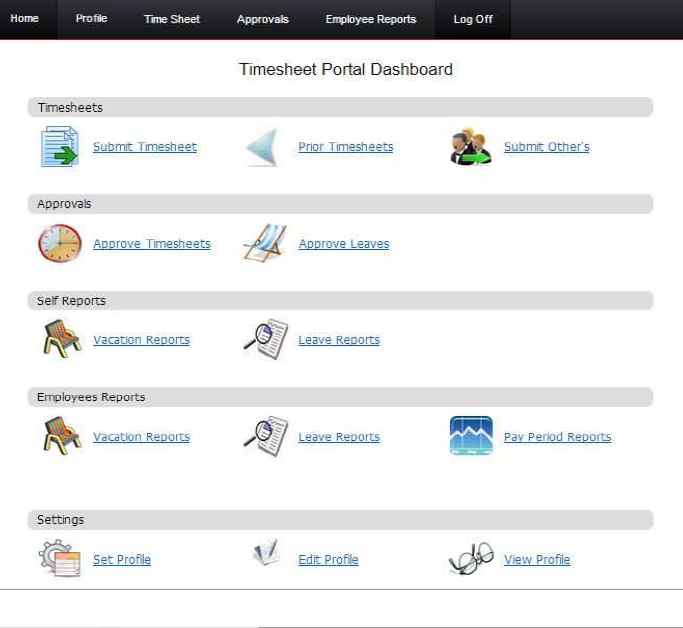 Home Profile Time Sheet Approvals Employee Reports Log Off
Timesheet Portal Dashboard
Timesheets
Submit Timesheet Prior Timesheets Submit Other's
Approvals
Approve Timesheets Approve Leaves
Self Reports
Vacation Reports Leave Reports
Employees Reports
Vacation Reports Leave Reports Pay Period Reports
Settings
Set Profile Edit Profile View Profile